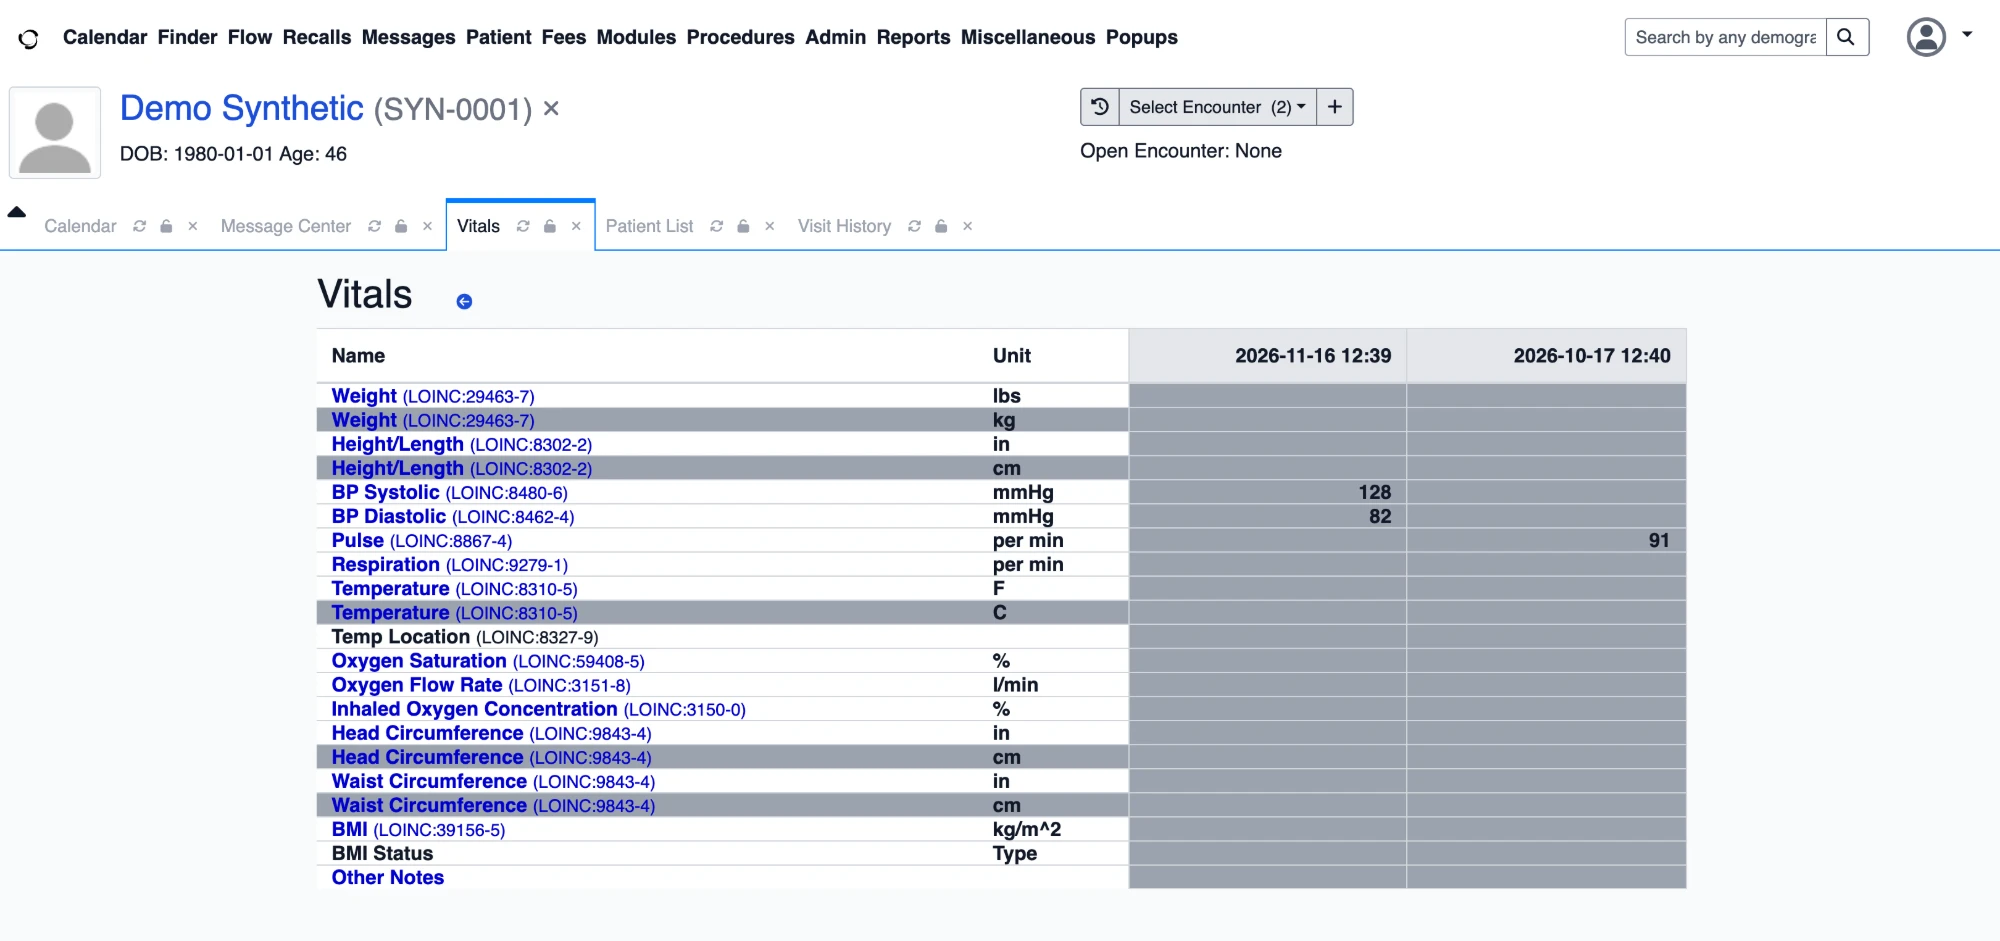 Calendar Finder Flow Recalls Messages Patient Fees Modules Procedures Admin Reports Miscellaneous Popups
Search by any demogra
Demo Synthetic (SYN-0001) ×
DOB: 1980-01-01 Age: 46
Select Encounter (2)
+
Open Encounter: None
Calendar × Message Center × Vitals × Patient List × Visit History ×
Vitals
Name Unit 2026-11-16 12:39 2026-10-17 12:40
Weight (LOINC:29463-7) lbs
Weight (LOINC:29463-7) kg
Height/Length (LOINC:8302-2) in
Height/Length (LOINC:8302-2) cm
BP Systolic (LOINC:8480-6) mmHg 128
BP Diastolic (LOINC:8462-4) mmHg 82
Pulse (LOINC:8867-4) per min 91
Respiration (LOINC:9279-1) per min
Temperature (LOINC:8310-5) F
Temperature (LOINC:8310-5) C
Temp Location (LOINC:8327-9)
Oxygen Saturation (LOINC:59408-5) %
Oxygen Flow Rate (LOINC:3151-8) l/min
Inhaled Oxygen Concentration (LOINC:3150-0) %
Head Circumference (LOINC:9843-4) in
Head Circumference (LOINC:9843-4) cm
Waist Circumference (LOINC:9843-4) in
Waist Circumference (LOINC:9843-4) cm
BMI (LOINC:39156-5) kg/m^2
BMI Status Type
Other Notes